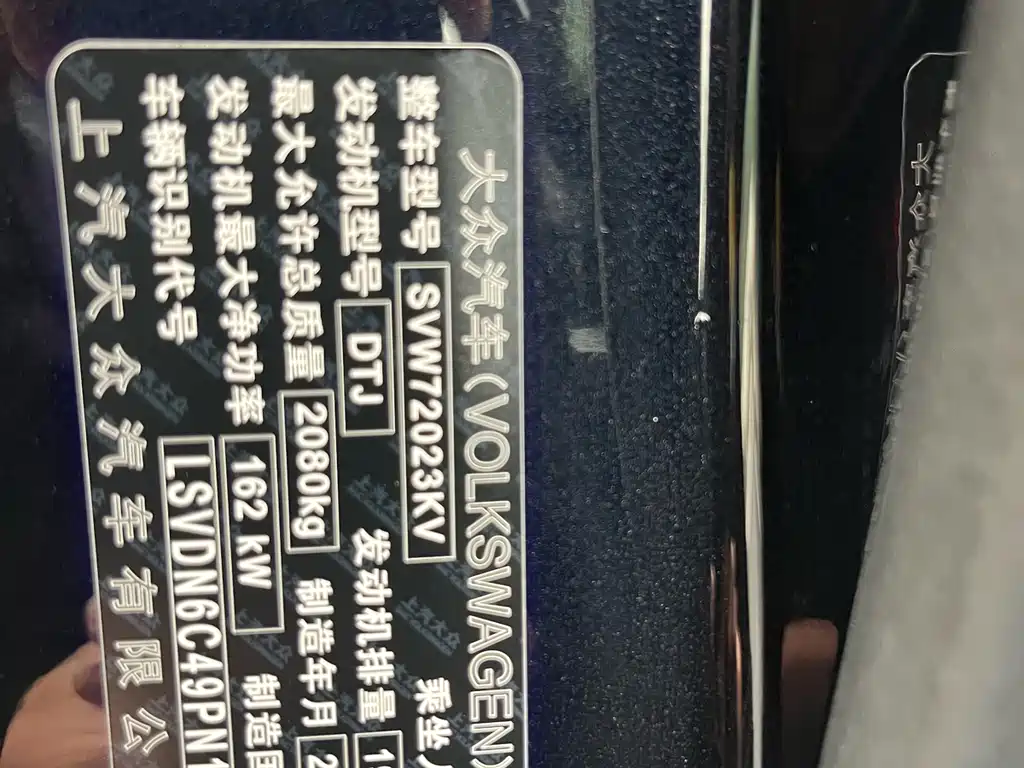 大众汽车(VOLKSWAGEN)
整车型号 SVW72023KV 乘坐人
发动机型号 DTJ 发动机排量 1
最大允许总质量 2080kg 制造年月 2
发动机最大净功率 162 kW 制造国
车辆识别代号 LSVDN6C49PN1
上汽大众汽车有限公